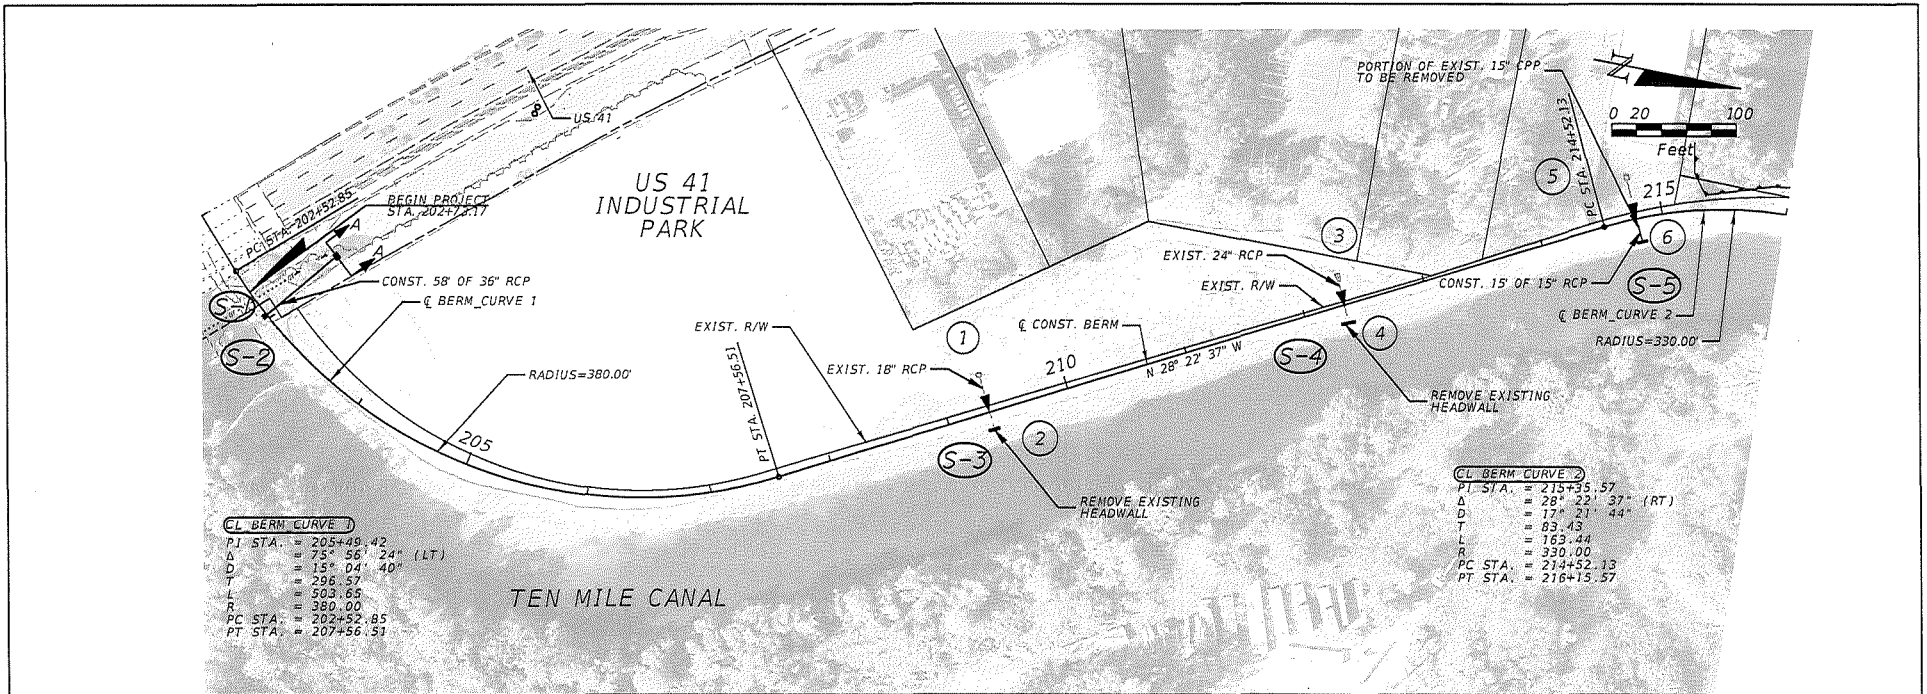 US 41
PORTION OF EXIST. 15" CPP
TO BE REMOVED
N
0 20 100
Feet
US 41
INDUSTRIAL
PARK
BEGIN PROJECT
STA. 202+73.17
PC STA. 202+52.85
A
A
CONST. 58' OF 36" RCP
℄ BERM_CURVE 1
S-1
S-2
RADIUS=380.00'
205
EXIST. R/W
PT STA. 207+56.51
1
EXIST. 18" RCP
2
S-3
REMOVE EXISTING
HEADWALL
210
℄ CONST. BERM
N 28° 22' 37" W
3
EXIST. 24" RCP
EXIST. R/W
4
S-4
REMOVE EXISTING
HEADWALL
5
PC STA. 214+52.13
215
6
CONST. 15' OF 15" RCP
S-5
℄ BERM_CURVE 2
RADIUS=330.00'
TEN MILE CANAL
CL BERM CURVE 1
PI STA. = 205+49.42
Δ = 75° 56' 24" (LT)
D = 15° 04' 40"
T = 296.57
L = 503.65
R = 380.00
PC STA. = 202+52.85
PT STA. = 207+56.51
CL BERM CURVE 2
PI STA. = 215+35.57
Δ = 28° 22' 37" (RT)
D = 17° 21' 44"
T = 83.43
L = 163.44
R = 330.00
PC STA. = 214+52.13
PT STA. = 216+15.57